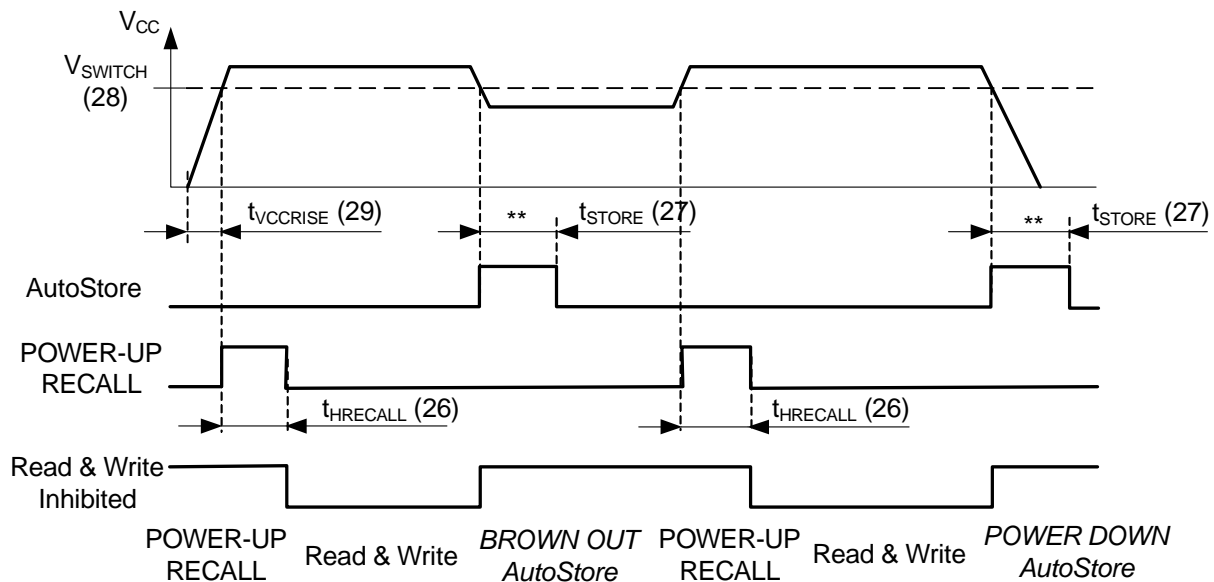 VCC
VSWITCH
(28)
tVCCRISE (29)
**
tSTORE (27)
**
tSTORE (27)
AutoStore
POWER-UP
RECALL
tHRECALL (26)
tHRECALL (26)
Read & Write
Inhibited
POWER-UP
RECALL
Read & Write
BROWN OUT
AutoStore
POWER-UP
RECALL
Read & Write
POWER DOWN
AutoStore